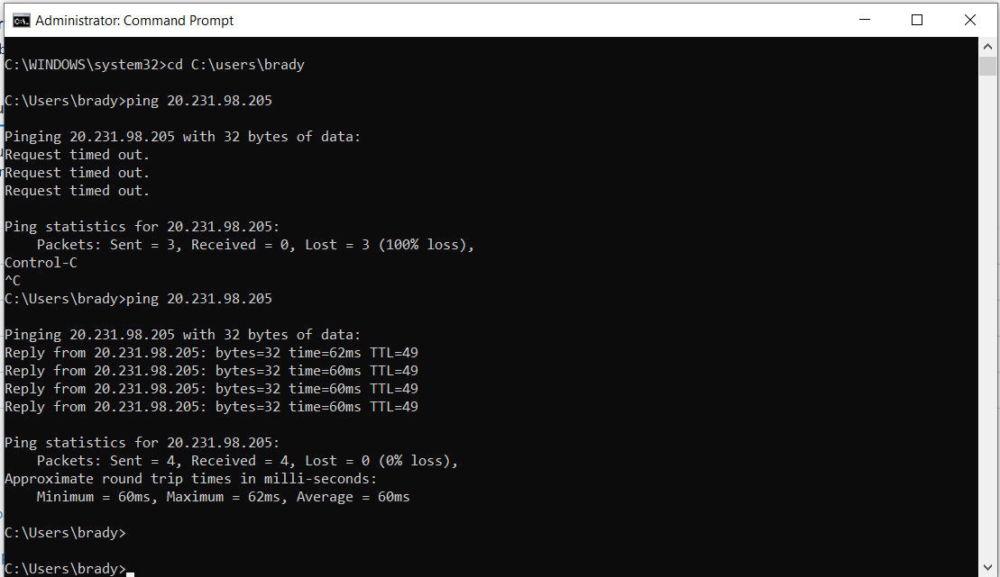 Administrator: Command Prompt
C:\WINDOWS\system32>cd C:\users\brady
C:\Users\brady>ping 20.231.98.205
Pinging 20.231.98.205 with 32 bytes of data:
Request timed out.
Request timed out.
Request timed out.
Ping statistics for 20.231.98.205:
    Packets: Sent = 3, Received = 0, Lost = 3 (100% loss),
Control-C
^C
C:\Users\brady>ping 20.231.98.205
Pinging 20.231.98.205 with 32 bytes of data:
Reply from 20.231.98.205: bytes=32 time=62ms TTL=49
Reply from 20.231.98.205: bytes=32 time=60ms TTL=49
Reply from 20.231.98.205: bytes=32 time=60ms TTL=49
Reply from 20.231.98.205: bytes=32 time=60ms TTL=49
Ping statistics for 20.231.98.205:
    Packets: Sent = 4, Received = 4, Lost = 0 (0% loss),
Approximate round trip times in milli-seconds:
    Minimum = 60ms, Maximum = 62ms, Average = 60ms
C:\Users\brady>
C:\Users\brady>